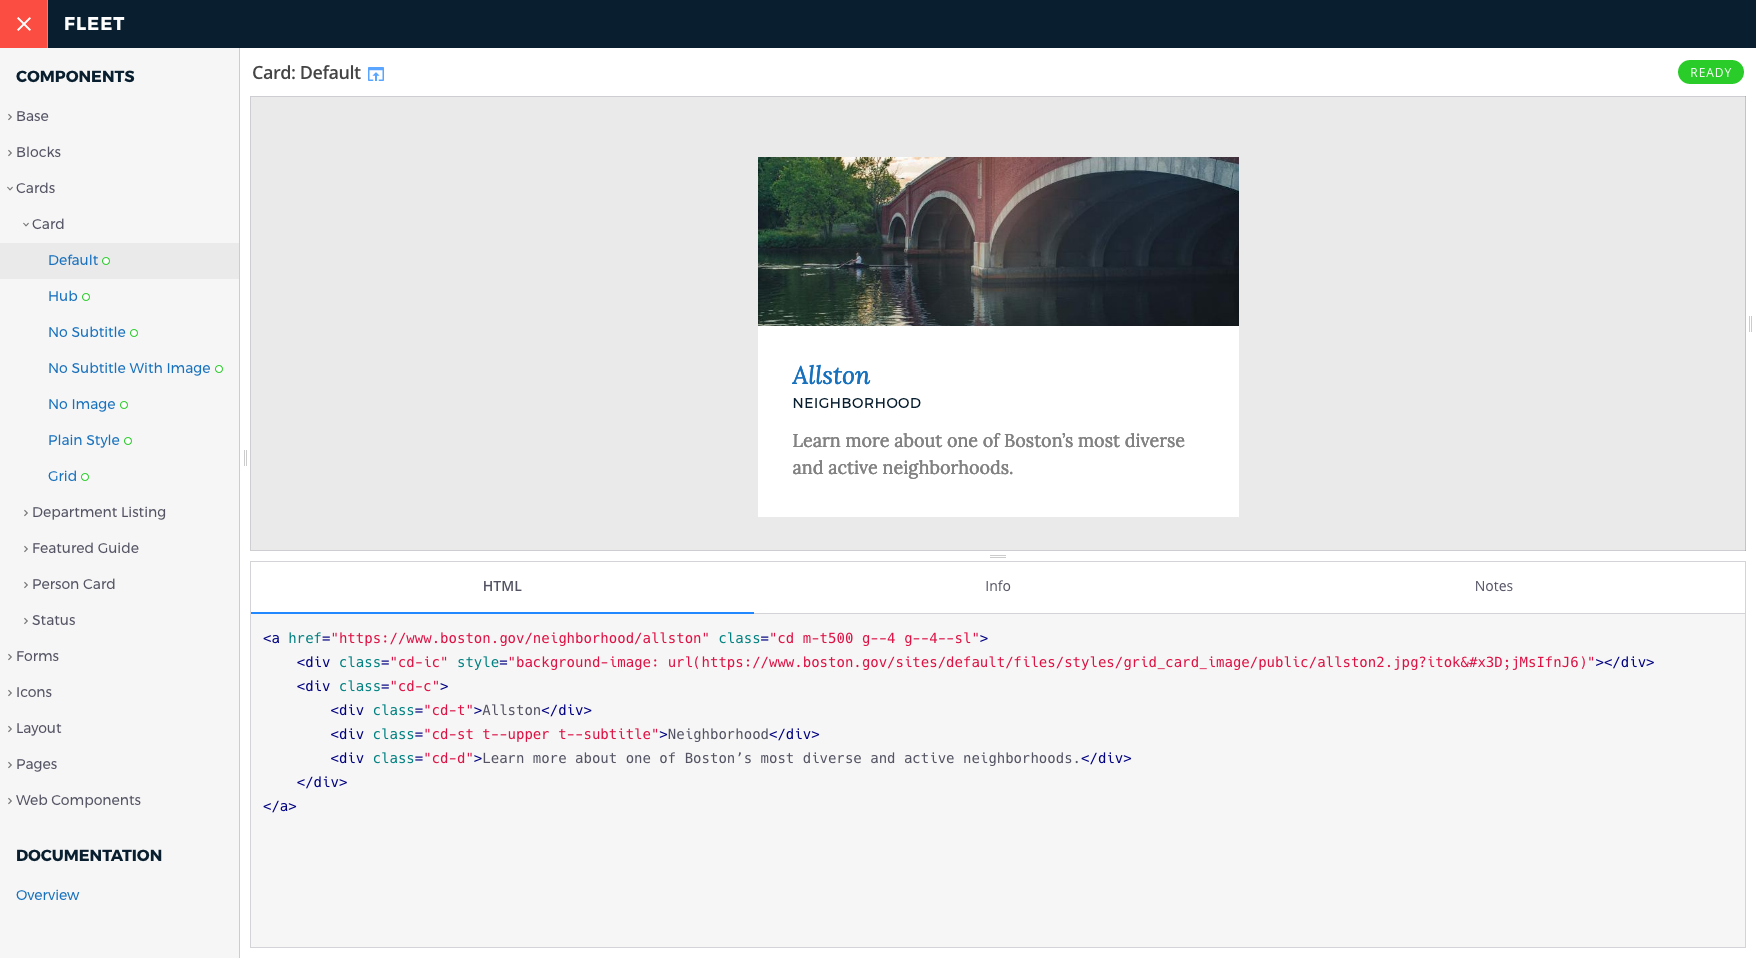 FLEET
COMPONENTS
Base
Blocks
Cards
Card
Default
Hub
No Subtitle
No Subtitle With Image
No Image
Plain Style
Grid
Department Listing
Featured Guide
Person Card
Status
Forms
Icons
Layout
Pages
Web Components
DOCUMENTATION
Overview
Card: Default
READY
Allston
NEIGHBORHOOD
Learn more about one of Boston’s most diverse
and active neighborhoods.
HTML Info Notes
<a href="https://www.boston.gov/neighborhood/allston" class="cd m-t500 g--4 g--4--sl">
<div class="cd-ic" style="background-image: url(https://www.boston.gov/sites/default/files/styles/grid_card_image/public/allston2.jpg?itok&#x3D;jMsIfnJ6)"></div>
<div class="cd-c">
<div class="cd-t">Allston</div>
<div class="cd-st t--upper t--subtitle">Neighborhood</div>
<div class="cd-d">Learn more about one of Boston’s most diverse and active neighborhoods.</div>
</div>
</a>